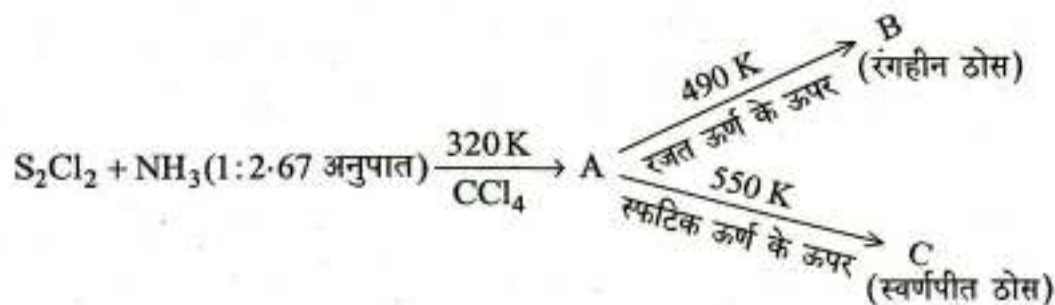 B
490 K
(रंगहीन ठोस)
रजत ऊर्ण के ऊपर
S₂Cl₂ + NH₃(1:2·67 अनुपात) 320 K CCl₄ A
550 K
स्फटिक ऊर्ण के ऊपर
C
(स्वर्णपीत ठोस)